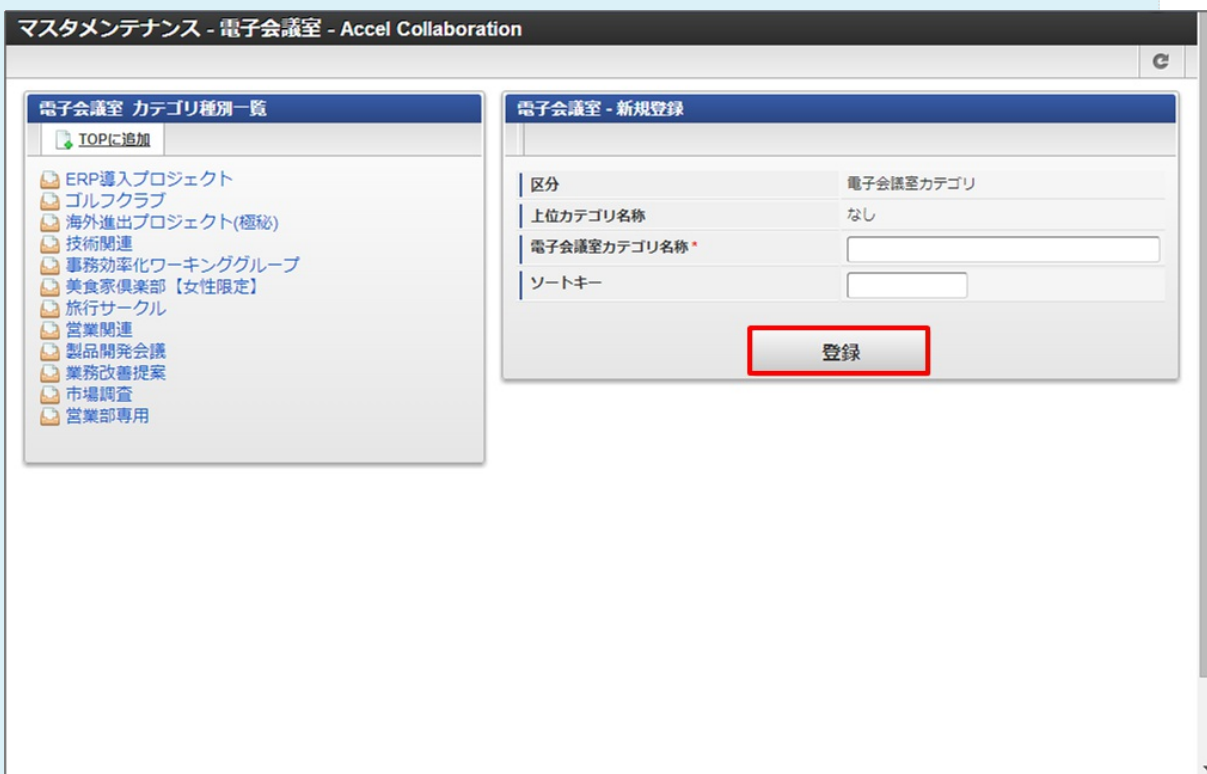 マスタメンテナンス - 電子会議室 - Accel Collaboration
電子会議室 カテゴリ種別一覧
TOPに追加
ERP導入プロジェクト
ゴルフクラブ
海外進出プロジェクト(極秘)
技術関連
事務効率化ワーキンググループ
美食家倶楽部【女性限定】
旅行サークル
営業関連
製品開発会議
業務改善提案
市場調査
営業部専用
電子会議室 - 新規登録
区分 電子会議室カテゴリ
上位カテゴリ名称 なし
電子会議室カテゴリ名称*
ソートキー
登録